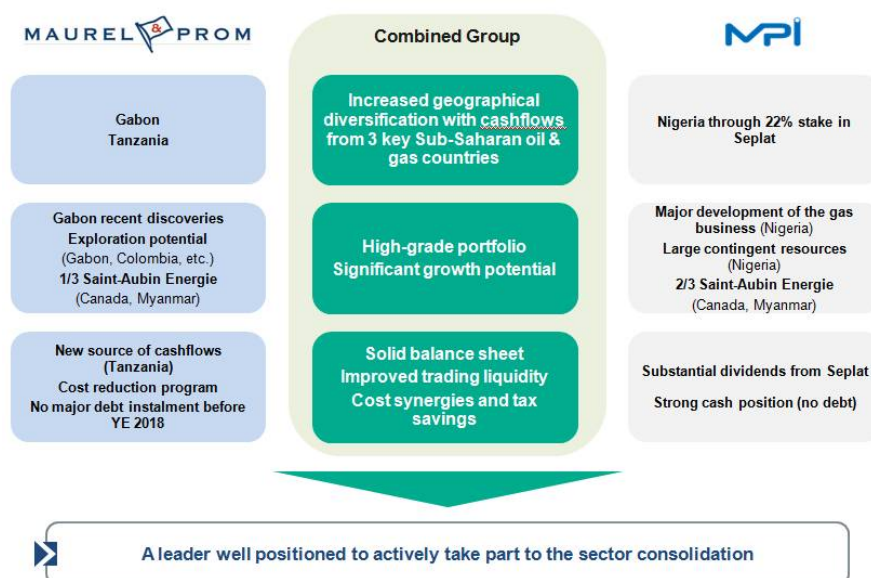 MAUREL & PROM
Combined Group
MPI
Gabon
Tanzania
Increased geographical
diversification with cashflows
from 3 key Sub-Saharan oil &
gas countries
Nigeria through 22% stake in
Seplat
Gabon recent discoveries
Exploration potential
(Gabon, Colombia, etc.)
1/3 Saint-Aubin Energie
(Canada, Myanmar)
High-grade portfolio
Significant growth potential
Major development of the gas
business (Nigeria)
Large contingent resources
(Nigeria)
2/3 Saint-Aubin Energie
(Canada, Myanmar)
New source of cashflows
(Tanzania)
Cost reduction program
No major debt instalment before
YE 2018
Solid balance sheet
Improved trading liquidity
Cost synergies and tax
savings
Substantial dividends from Seplat
Strong cash position (no debt)
A leader well positioned to actively take part to the sector consolidation